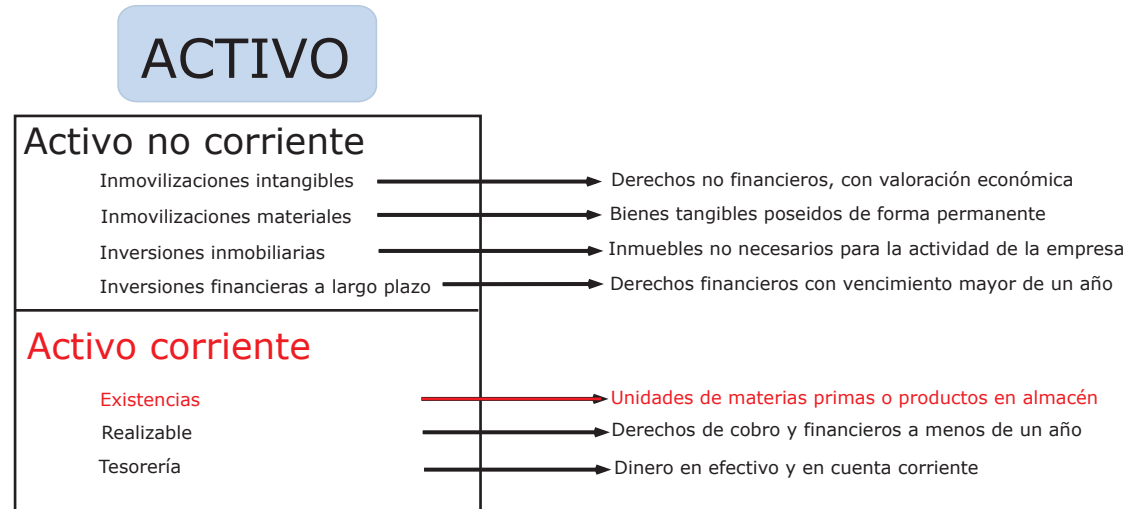 ACTIVO
Activo no corriente
Inmovilizaciones intangibles Derechos no financieros, con valoración económica
Inmovilizaciones materiales Bienes tangibles poseidos de forma permanente
Inversiones inmobiliarias Inmuebles no necesarios para la actividad de la empresa
Inversiones financieras a largo plazo Derechos financieros con vencimiento mayor de un año
Activo corriente
Existencias Unidades de materias primas o productos en almacén
Realizable Derechos de cobro y financieros a menos de un año
Tesorería Dinero en efectivo y en cuenta corriente